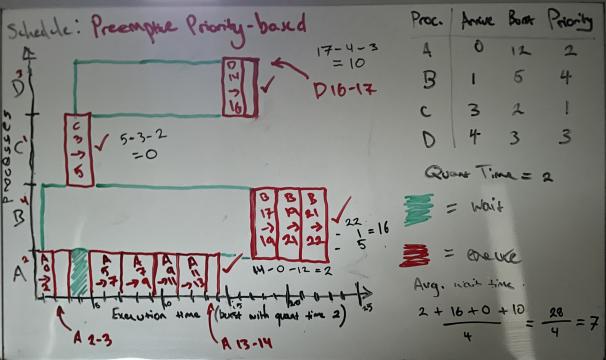 Schedule: Preemptive Priority-based
Proc. Arrive Burst Priority
A 0 12 2
B 1 5 4
C 3 2 1
D 4 3 3
Quant Time = 2
= wait
= execute
Avg. wait time.
2 + 16 + 0 + 10 / 4 = 28 / 4 = 7
Processes
D 3
D 14 → 16
17-4-3
= 10
D 16-17
C 1
C 3 → 5
5-3-2
= 0
B 4
B 17 → 19
B 19 → 21
B 21 → 22
22 - 1 - 5 = 16
A 2
A 0 → 2
A 5 → 7
A 7 → 9
A 9 → 11
A 11 → 13
14-0-12 = 2
5 10 15 20 25
Execution time (burst with quant time 2)
A 2-3
A 13-14